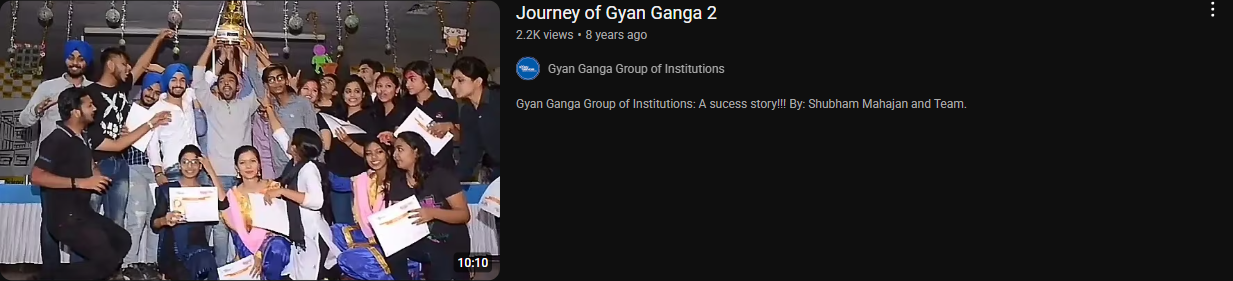 Journey of Gyan Ganga 2
2.2K views • 8 years ago
Gyan Ganga Group of Institutions
Gyan Ganga Group of Institutions: A sucess story!!! By: Shubham Mahajan and Team.
10:10